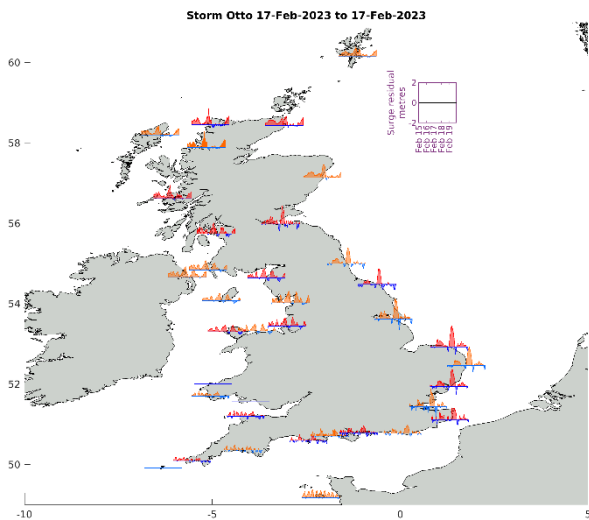 Storm Otto 17-Feb-2023 to 17-Feb-2023
60
58
56
54
52
50
-10
-5
0
5
Surge residual
metres
2
0
-2
Feb 15
Feb 16
Feb 17
Feb 18
Feb 19